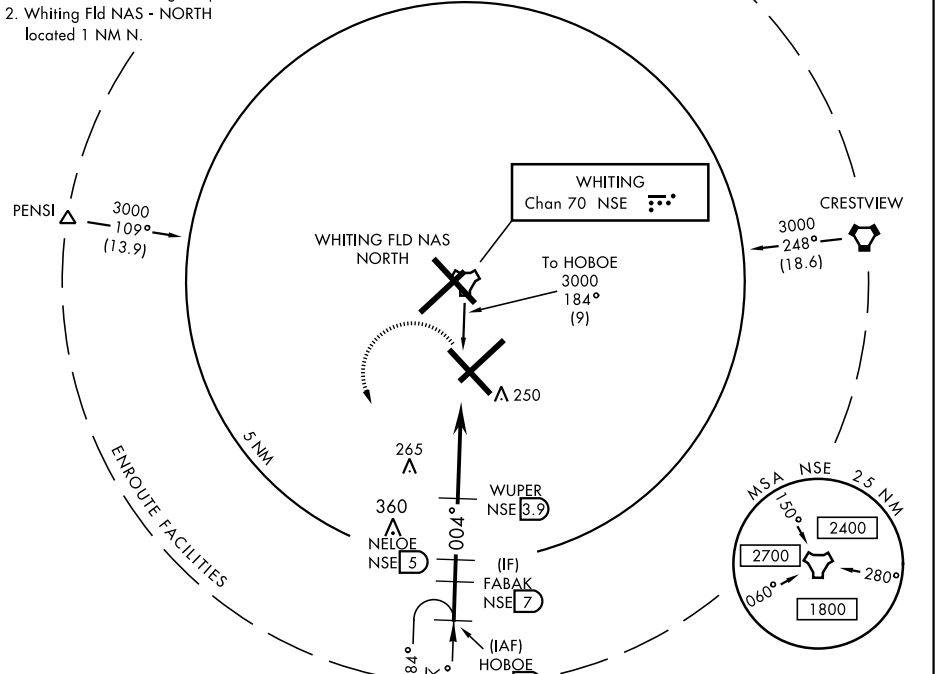 2. Whiting Fld NAS - NORTH
located 1 NM N.
WHITING
Chan 70 NSE
PENSI
3000
109°
(13.9)
WHITING FLD NAS
NORTH
To HOBOE
3000
184°
(9)
CRESTVIEW
3000
248°
(18.6)
250
5 NM
265
360
NELOE
NSE 5
004°
WUPER
NSE 3.9
(IF)
FABAK
NSE 7
(IAF)
HOBOE
ENROUTE FACILITIES
MSA NSE 25 NM
150°
2400
2700
060°
280°
1800